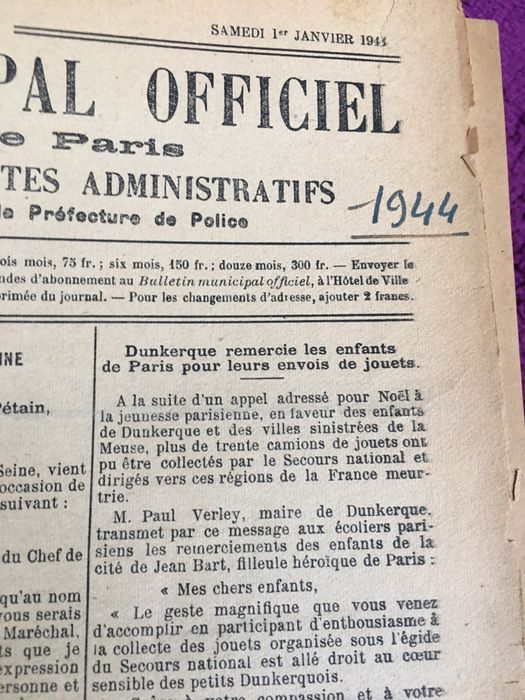 SAMEDI 1er JANVIER 1944
PAL OFFICIEL
e Paris
TES ADMINISTRATIFS
la Préfecture de Police
1944
ois mois, 75 fr.; six mois, 150 fr.; douze mois, 300 fr. — Envoyer le
ndes d'abonnement au Bulletin municipal officiel, à l'Hôtel de Ville
primée du journal. — Pour les changements d'adresse, ajouter 2 francs.
INE
Pétain,
Seine, vient
occasion de
suivant :
du Chef de
qu'au nom
vous serais
Maréchal,
ts que je
expression
ersonne et
Dunkerque remercie les enfants
de Paris pour leurs envois de jouets.
A la suite d'un appel adressé pour Noël à
la jeunesse parisienne, en faveur des enfants
de Dunkerque et des villes sinistrées de la
Meuse, plus de trente camions de jouets ont
pu être collectés par le Secours national et
dirigés vers ces régions de la France meur-
trie.
M. Paul Verley, maire de Dunkerque,
transmet par ce message aux écoliers pari-
siens les remerciements des enfants de la
cité de Jean Bart, filleule héroïque de Paris :
« Mes chers enfants,
« Le geste magnifique que vous venez
d'accomplir en participant d'enthousiasme à
la collecte des jouets organisée sous l'égide
du Secours national est allé droit au cœur
sensible des petits Dunkerquois.
compassion et à votre